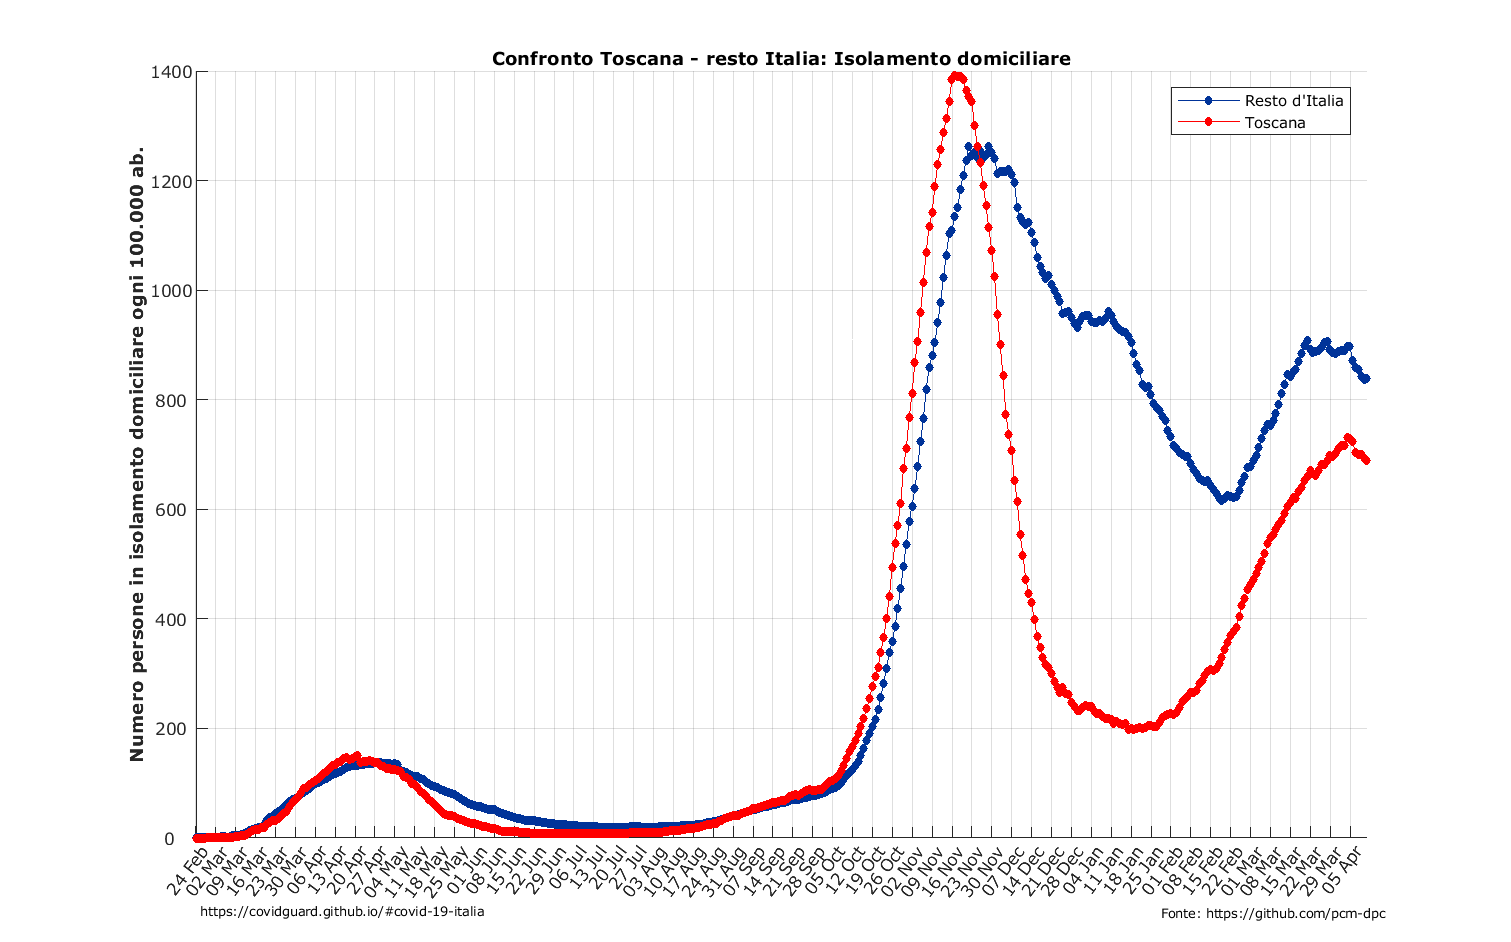 Confronto Toscana - resto Italia: Isolamento domiciliare
Numero persone in isolamento domiciliare ogni 100.000 ab.
1400
1200
1000
800
600
400
200
0
Resto d'Italia
Toscana
24 Feb
02 Mar
09 Mar
16 Mar
23 Mar
30 Mar
06 Apr
13 Apr
20 Apr
27 Apr
04 May
11 May
18 May
25 May
01 Jun
08 Jun
15 Jun
22 Jun
29 Jun
06 Jul
13 Jul
20 Jul
27 Jul
03 Aug
10 Aug
17 Aug
24 Aug
31 Aug
07 Sep
14 Sep
21 Sep
28 Sep
05 Oct
12 Oct
19 Oct
26 Oct
02 Nov
09 Nov
16 Nov
23 Nov
30 Nov
07 Dec
14 Dec
21 Dec
28 Dec
04 Jan
11 Jan
18 Jan
25 Jan
01 Feb
08 Feb
15 Feb
22 Feb
01 Mar
08 Mar
15 Mar
22 Mar
29 Mar
05 Apr
https://covidguard.github.io/#covid-19-italia
Fonte: https://github.com/pcm-dpc